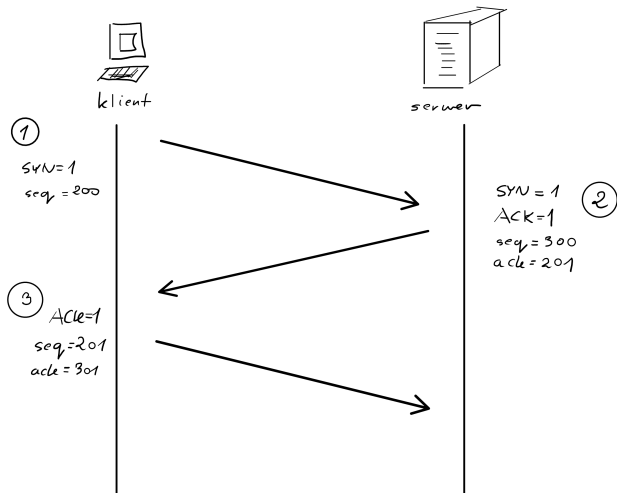 klient
serwer
1
SYN=1
seq=200
SYN=1
ACK=1
seq=300
ack=201
2
3
ACK=1
seq=201
ack=301